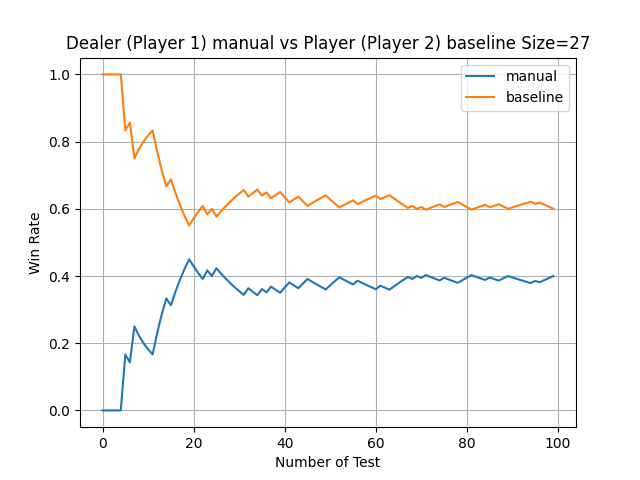 Dealer (Player 1) manual vs Player (Player 2) baseline Size=27
manual
baseline
1.0
0.8
0.6
0.4
0.2
0.0
Win Rate
0 20 40 60 80 100
Number of Test